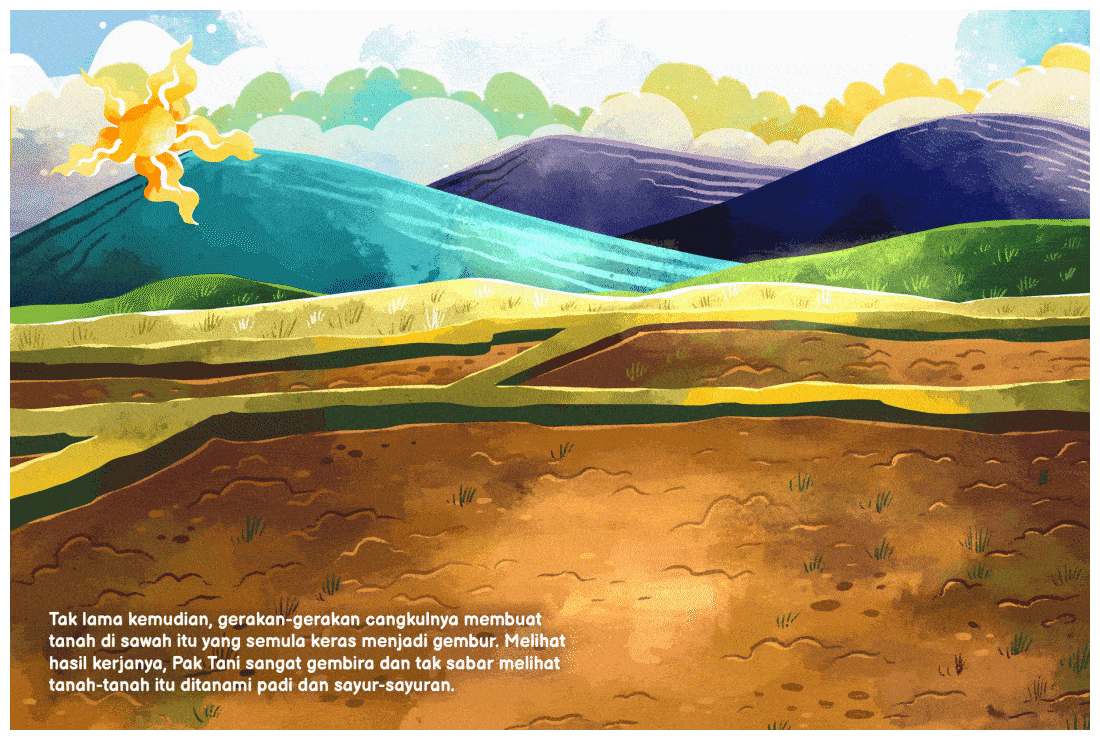 Tak lama kemudian, gerakan-gerakan cangkulnya membuat
tanah di sawah itu yang semula keras menjadi gembur. Melihat
hasil kerjanya, Pak Tani sangat gembira dan tak sabar melihat
tanah-tanah itu ditanami padi dan sayur-sayuran.